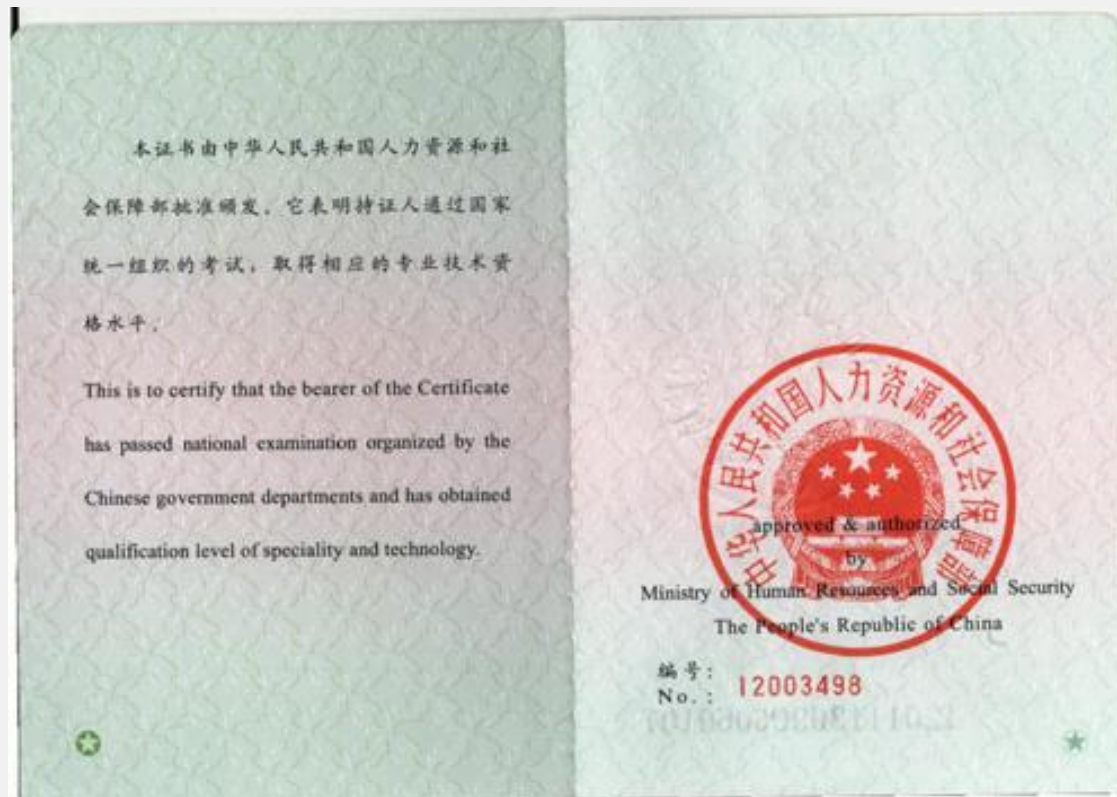 本证书由中华人民共和国人力资源和社
会保障部批准颁发。它表明持证人通过国家
统一组织的考试，取得相应的专业技术资
格水平。
This is to certify that the bearer of the Certificate
has passed national examination organized by the
Chinese government departments and has obtained
qualification level of speciality and technology.
中华人民共和国人力资源和社会保障部
approved & authorized
by
Ministry of Human Resources and Social Security
The People's Republic of China
编号：
No.: 12003498